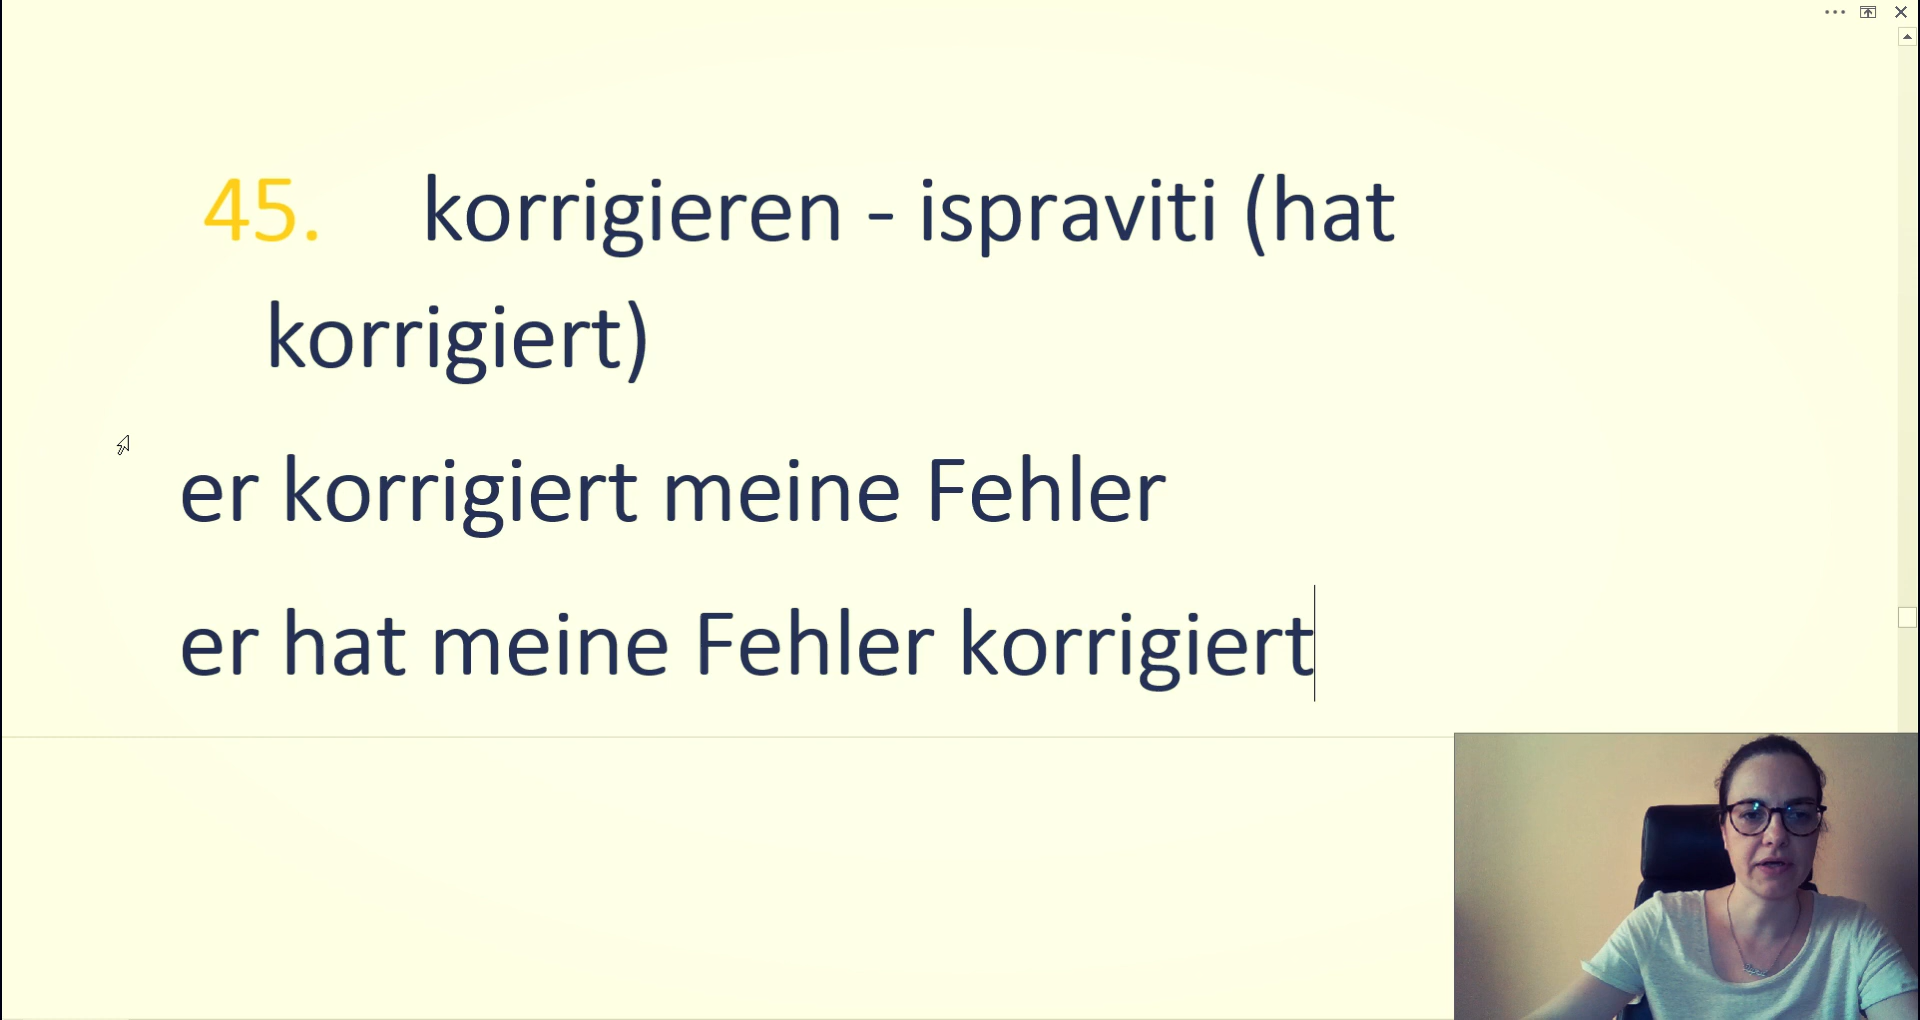 45. korrigieren - ispraviti (hat
korrigiert)
er korrigiert meine Fehler
er hat meine Fehler korrigiert